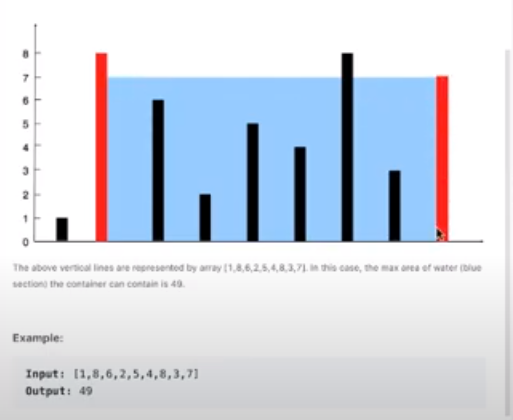 8
7
6
5
4
3
2
1
0
The above vertical lines are represented by array [1,8,6,2,5,4,8,3,7]. In this case, the max area of water (blue
section) the container can contain is 49.
Example:
Input: [1,8,6,2,5,4,8,3,7]
Output: 49